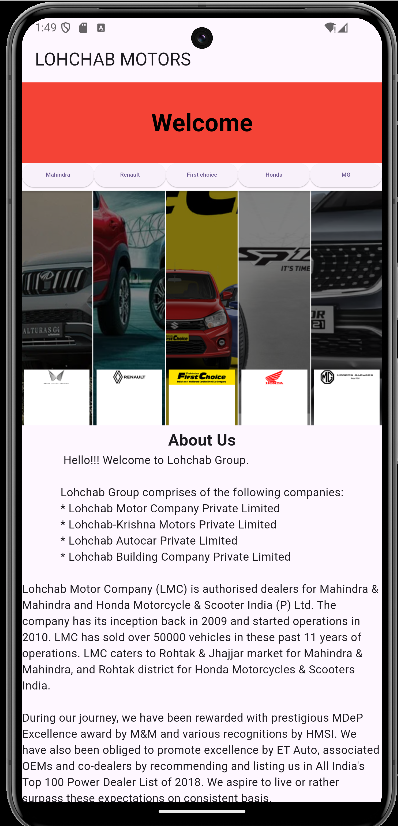 1:49
LOHCHAB MOTORS
Welcome
Mahindra
Renault
First choice
Honda
MG
ALTURAS G4
IT'S TIME
RENAULT
FIRST CHOICE
HONDA
About Us
Hello!!! Welcome to Lohchab Group.
Lohchab Group comprises of the following companies:
* Lohchab Motor Company Private Limited
* Lohchab-Krishna Motors Private Limited
* Lohchab Autocar Private Limited
* Lohchab Building Company Private Limited
Lohchab Motor Company (LMC) is authorised dealers for Mahindra &
Mahindra and Honda Motorcycle & Scooter India (P) Ltd. The
company has its inception back in 2009 and started operations in
2010. LMC has sold over 50000 vehicles in these past 11 years of
operations. LMC caters to Rohtak & Jhajjar market for Mahindra &
Mahindra, and Rohtak district for Honda Motorcycles & Scooters
India.
During our journey, we have been rewarded with prestigious MDeP
Excellence award by M&M and various recognitions by HMSI. We
have also been obliged to promote excellence by ET Auto, associated
OEMs and co-dealers by recommending and listing us in All India's
Top 100 Power Dealer List of 2018. We aspire to live or rather
surpass these expectations on consistent basis.